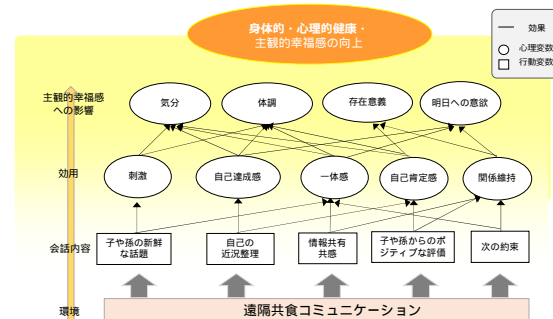 身体的・心理的健康・
主観的幸福感の向上
効果
心理変数
行動変数
主観的幸福感
への影響
気分
体調
存在意義
明日への意欲
効用
刺激
自己達成感
一体感
自己肯定感
関係維持
会話内容
子や孫の新鮮
な話題
自己の
近況整理
情報共有
共感
子や孫からのポ
ジティブな評価
次の約束
環境
遠隔共食コミュニケーション